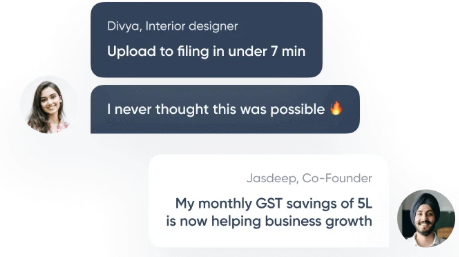 Divya, Interior designer
Upload to filing in under 7 min
I never thought this was possible 🔥
Jasdeep, Co-Founder
My monthly GST savings of 5L
is now helping business growth